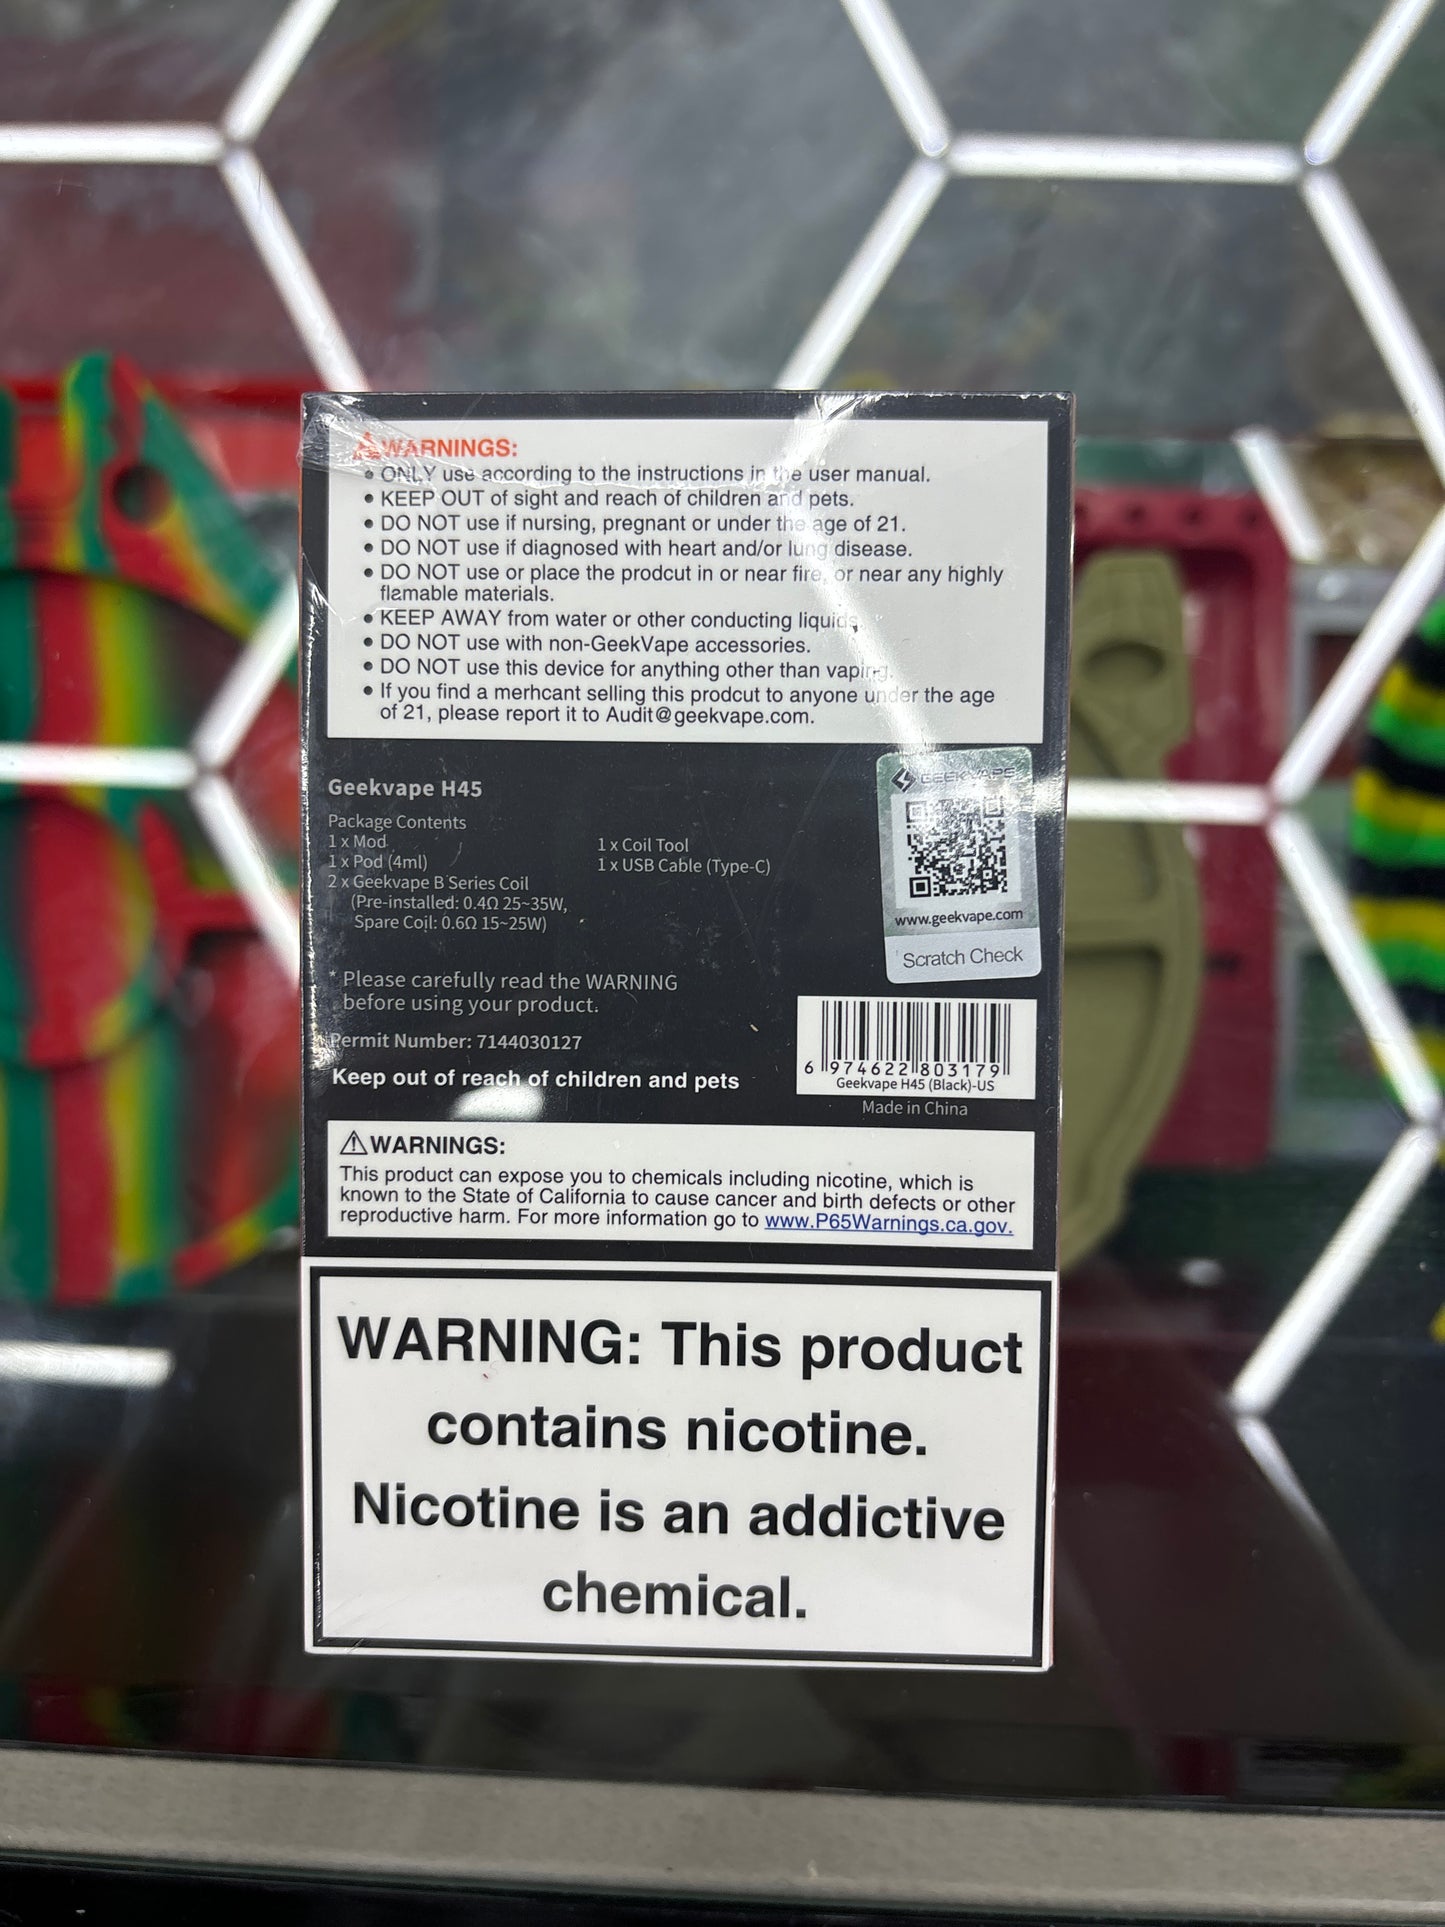 ⚠WARNINGS:
• ONLY use according to the instructions in the user manual.
• KEEP OUT of sight and reach of children and pets.
• DO NOT use if nursing, pregnant or under the age of 21.
• DO NOT use if diagnosed with heart and/or lung disease.
• DO NOT use or place the prodcut in or near fire, or near any highly
flamable materials.
• KEEP AWAY from water or other conducting liquids.
• DO NOT use with non-GeekVape accessories.
• DO NOT use this device for anything other than vaping.
• If you find a merhcant selling this prodcut to anyone under the age
of 21, please report it to Audit@geekvape.com.
Geekvape H45
Package Contents
1 x Mod
1 x Pod (4ml)
2 x Geekvape B Series Coil
(Pre-installed: 0.4Ω 25~35W,
Spare Coil: 0.6Ω 15~25W)
1 x Coil Tool
1 x USB Cable (Type-C)
GEEKVAPE
www.geekvape.com
Scratch Check
* Please carefully read the WARNING
before using your product.
Permit Number: 7144030127
Keep out of reach of children and pets
6 974622 803179
Geekvape H45 (Black)-US
Made in China
⚠WARNINGS:
This product can expose you to chemicals including nicotine, which is
known to the State of California to cause cancer and birth defects or other
reproductive harm. For more information go to www.P65Warnings.ca.gov.
WARNING: This product
contains nicotine.
Nicotine is an addictive
chemical.